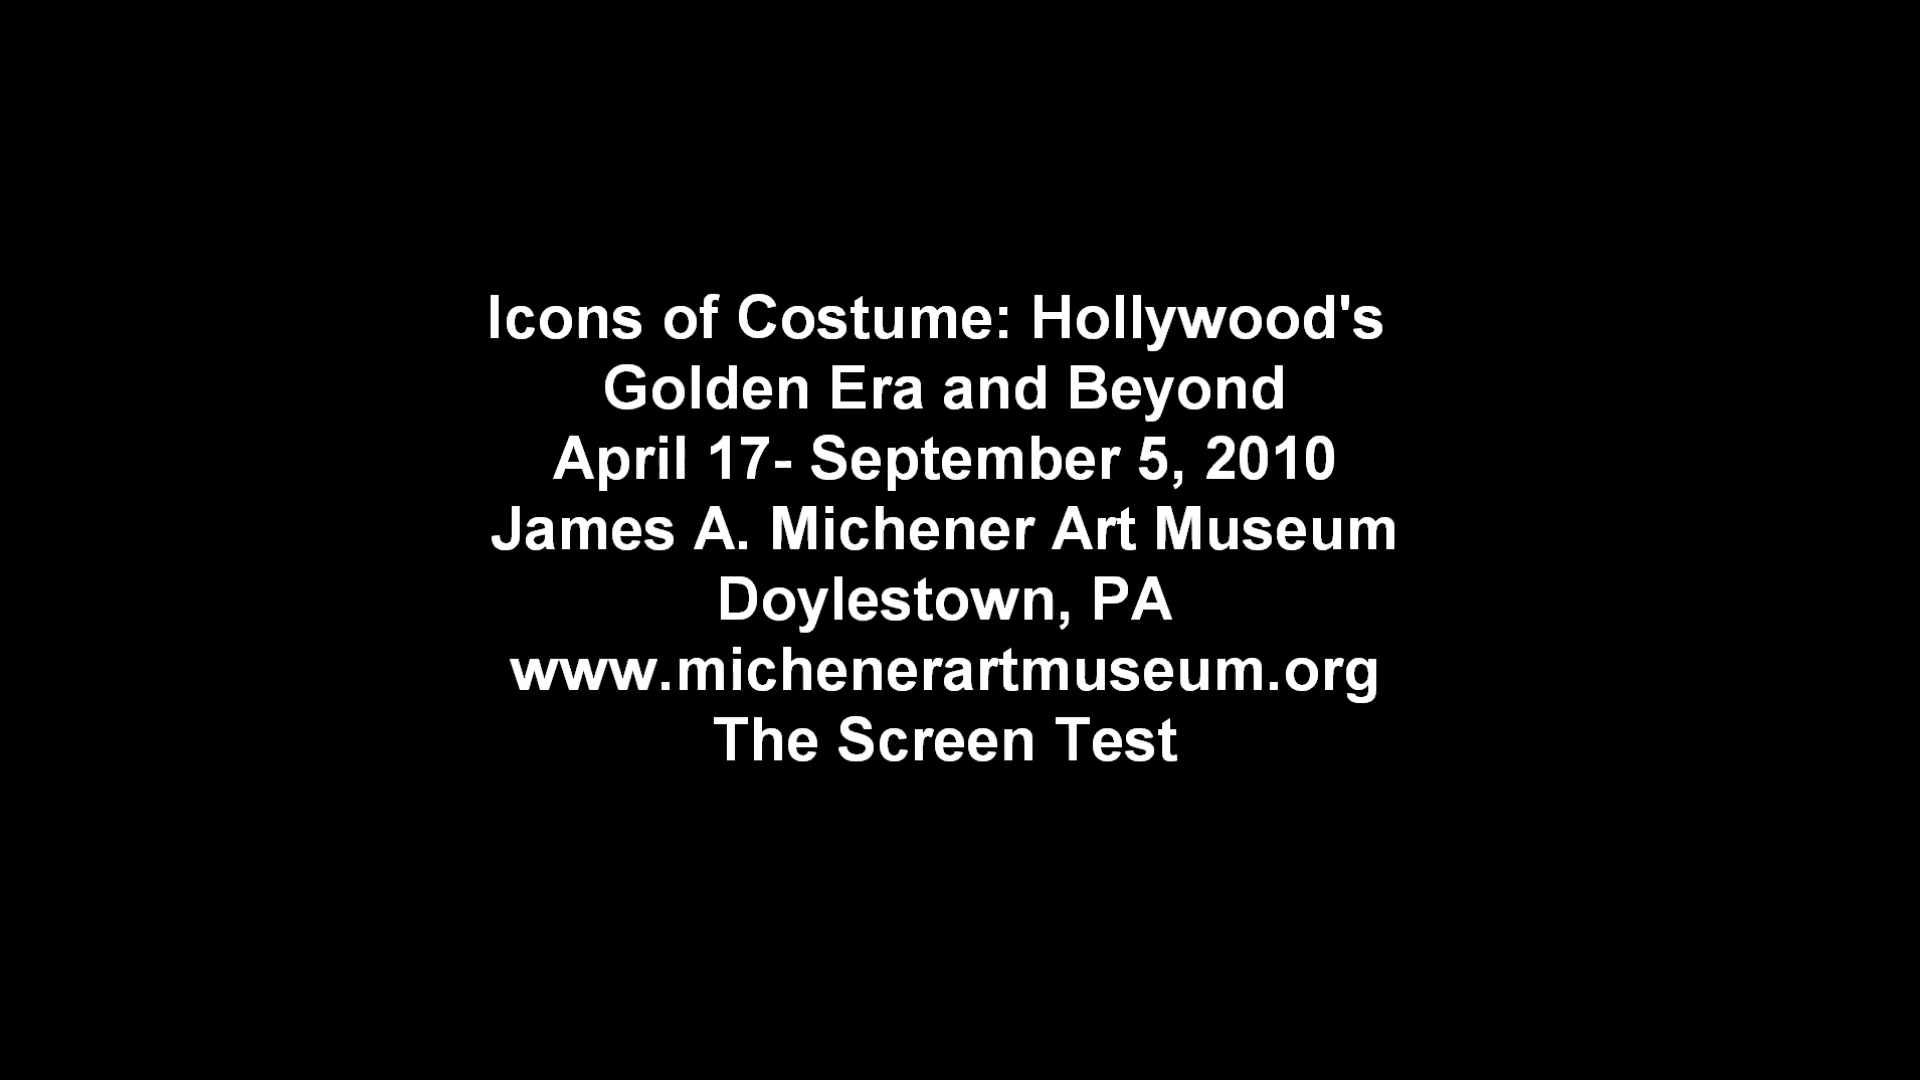 Icons of Costume: Hollywood's
Golden Era and Beyond
April 17- September 5, 2010
James A. Michener Art Museum
Doylestown, PA
www.michenerartmuseum.org
The Screen Test